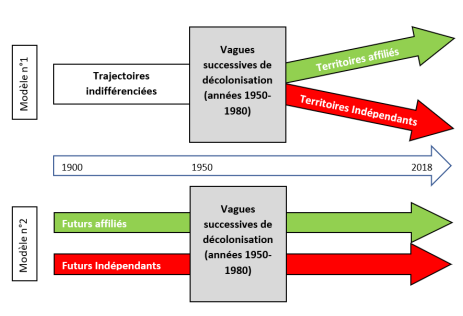 Modèle n°1
Trajectoires
indifférenciées
Vagues
successives de
décolonisation
(années 1950-
1980)
Territoires affiliés
Territoires Indépendants
1900
1950
2018
Modèle n°2
Futurs affiliés
Futurs Indépendants
Vagues
successives de
décolonisation
(années 1950-
1980)